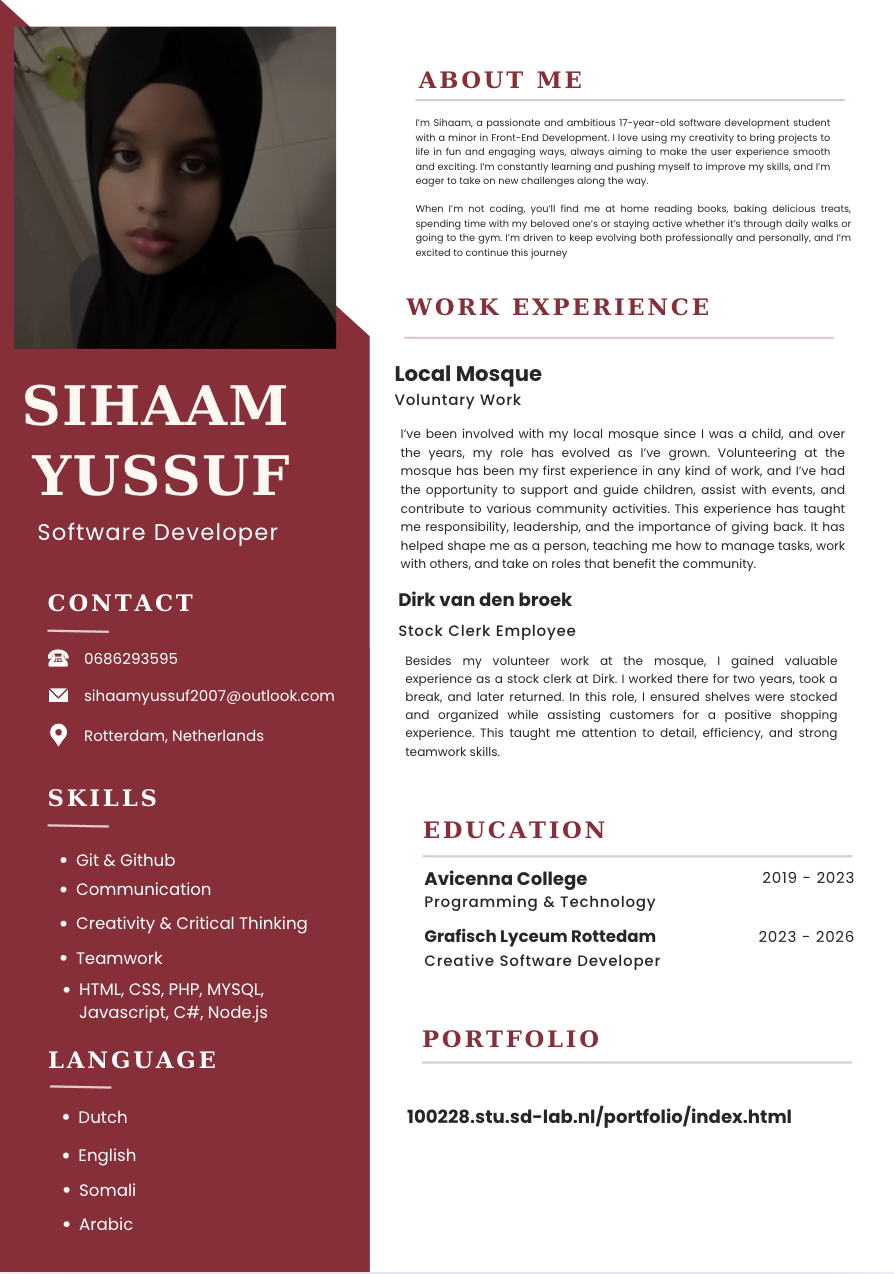 SIHAAM
YUSSUF
Software Developer
CONTACT
0686293595
sihaamyussuf2007@outlook.com
Rotterdam, Netherlands
SKILLS
• Git & Github
• Communication
• Creativity & Critical Thinking
• Teamwork
• HTML, CSS, PHP, MYSQL,
Javascript, C#, Node.js
LANGUAGE
• Dutch
• English
• Somali
• Arabic
ABOUT ME
I'm Sihaam, a passionate and ambitious 17-year-old software development student
with a minor in Front-End Development. I love using my creativity to bring projects to
life in fun and engaging ways, always aiming to make the user experience smooth
and exciting. I'm constantly learning and pushing myself to improve my skills, and I'm
eager to take on new challenges along the way.
When I'm not coding, you'll find me at home reading books, baking delicious treats,
spending time with my beloved one's or staying active whether it's through daily walks or
going to the gym. I'm driven to keep evolving both professionally and personally, and I'm
excited to continue this journey
WORK EXPERIENCE
Local Mosque
Voluntary Work
I've been involved with my local mosque since I was a child, and over
the years, my role has evolved as I've grown. Volunteering at the
mosque has been my first experience in any kind of work, and I've had
the opportunity to support and guide children, assist with events, and
contribute to various community activities. This experience has taught
me responsibility, leadership, and the importance of giving back. It has
helped shape me as a person, teaching me how to manage tasks, work
with others, and take on roles that benefit the community.
Dirk van den broek
Stock Clerk Employee
Besides my volunteer work at the mosque, I gained valuable
experience as a stock clerk at Dirk. I worked there for two years, took a
break, and later returned. In this role, I ensured shelves were stocked
and organized while assisting customers for a positive shopping
experience. This taught me attention to detail, efficiency, and strong
teamwork skills.
EDUCATION
Avicenna College 2019 - 2023
Programming & Technology
Grafisch Lyceum Rottedam 2023 - 2026
Creative Software Developer
PORTFOLIO
100228.stu.sd-lab.nl/portfolio/index.html